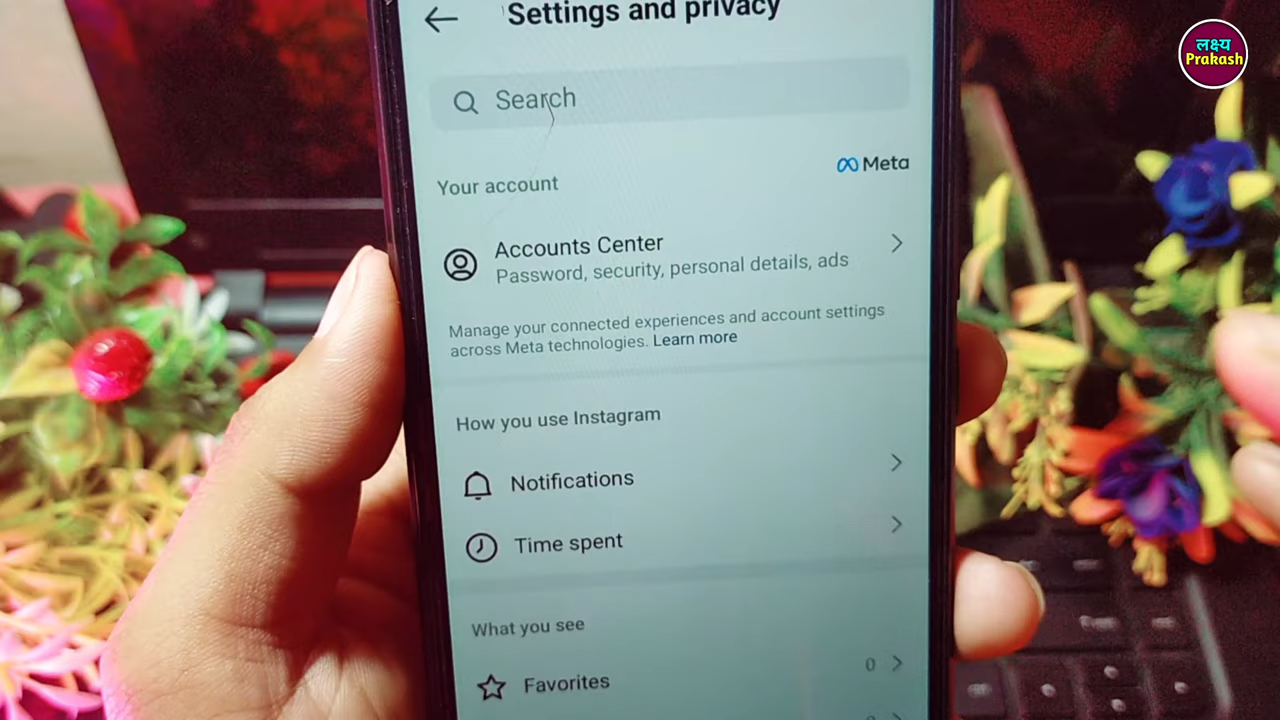 Settings and privacy
लक्ष्य
Prakash
Search
Meta
Your account
Accounts Center
Password, security, personal details, ads
Manage your connected experiences and account settings
across Meta technologies. Learn more
How you use Instagram
Notifications
Time spent
What you see
Favorites
0